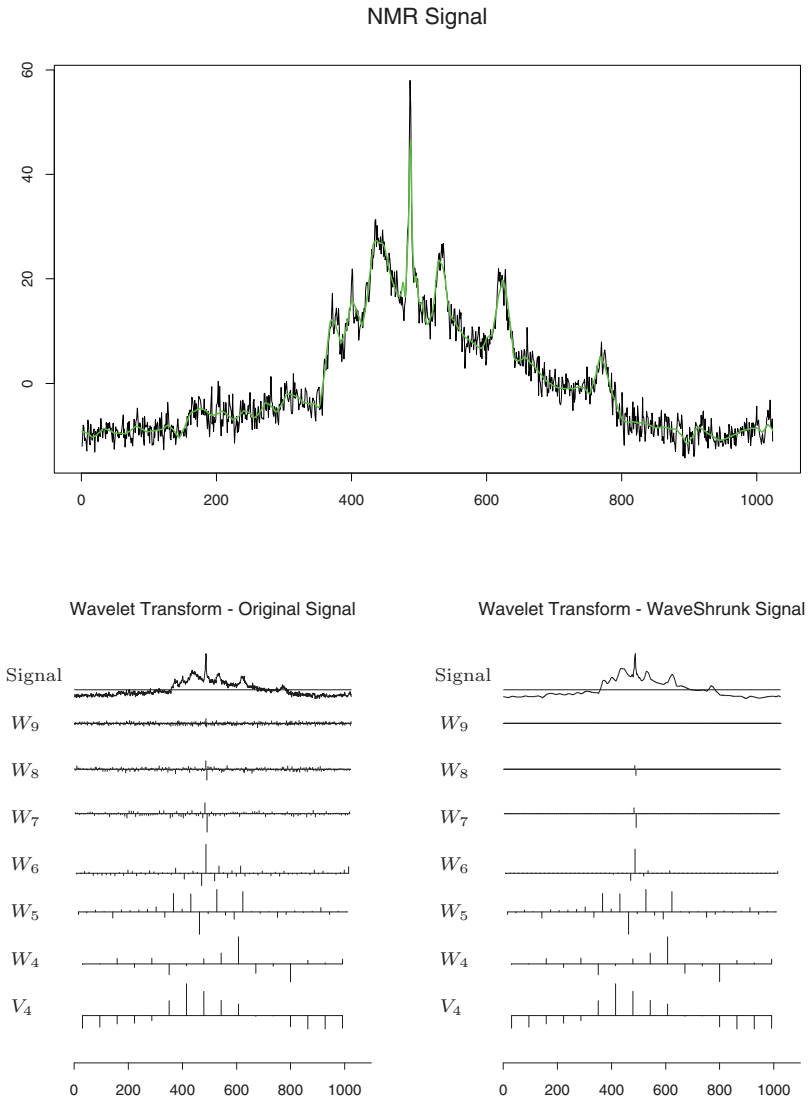 NMR Signal
60
40
20
0
0 200 400 600 800 1000
Wavelet Transform - Original Signal
Wavelet Transform - WaveShrunk Signal
Signal
Signal
W9
W9
W8
W8
W7
W7
W6
W6
W5
W5
W4
W4
V4
V4
0 200 400 600 800 1000
0 200 400 600 800 1000